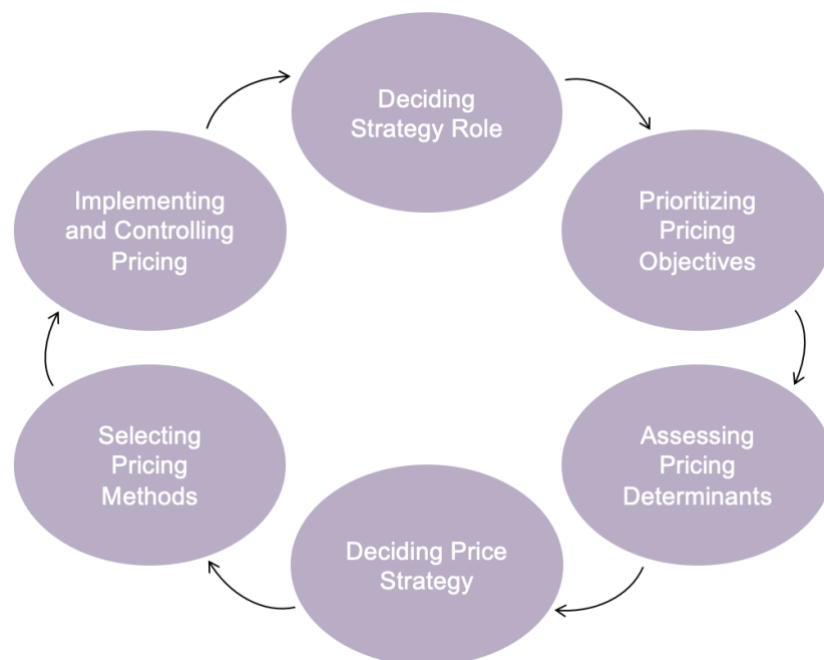 Deciding
Strategy Role
Prioritizing
Pricing
Objectives
Assessing
Pricing
Determinants
Deciding Price
Strategy
Selecting
Pricing
Methods
Implementing
and Controlling
Pricing